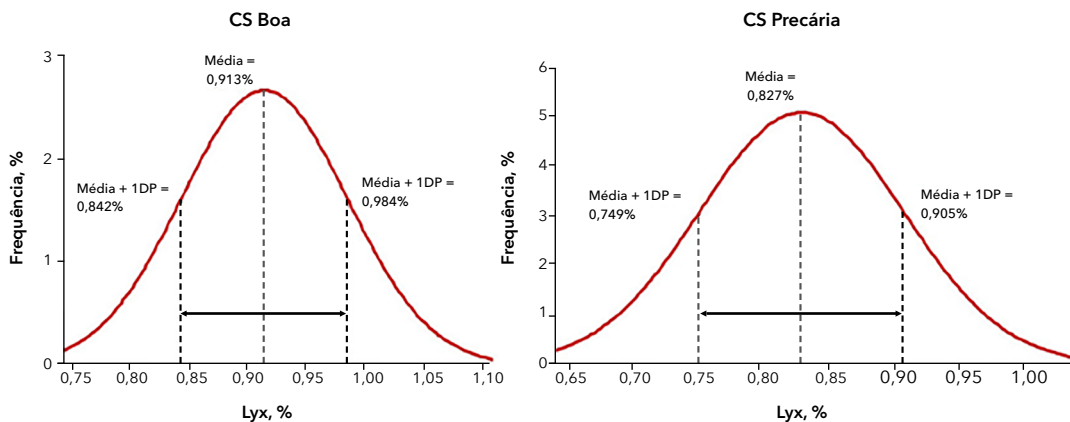 CS Boa
Média =
0,913%
Média + 1DP =
0,842%
Média + 1DP =
0,984%
Frequência, %
3
2
1
0
0,75
0,80
0,85
0,90
0,95
1,00
1,05
1,10
Lyx, %
CS Precária
Média =
0,827%
Média + 1DP =
0,749%
Média + 1DP =
0,905%
Frequência, %
6
5
4
3
2
1
0
0,65
0,70
0,75
0,80
0,85
0,90
0,95
1,00
Lyx, %